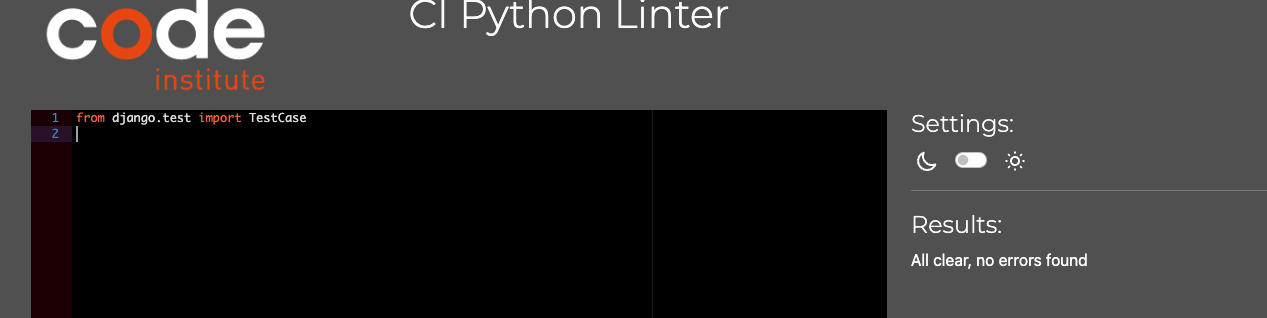 code
institute
CI Python Linter
1 from django.test import TestCase
2
Settings:
Results:
All clear, no errors found